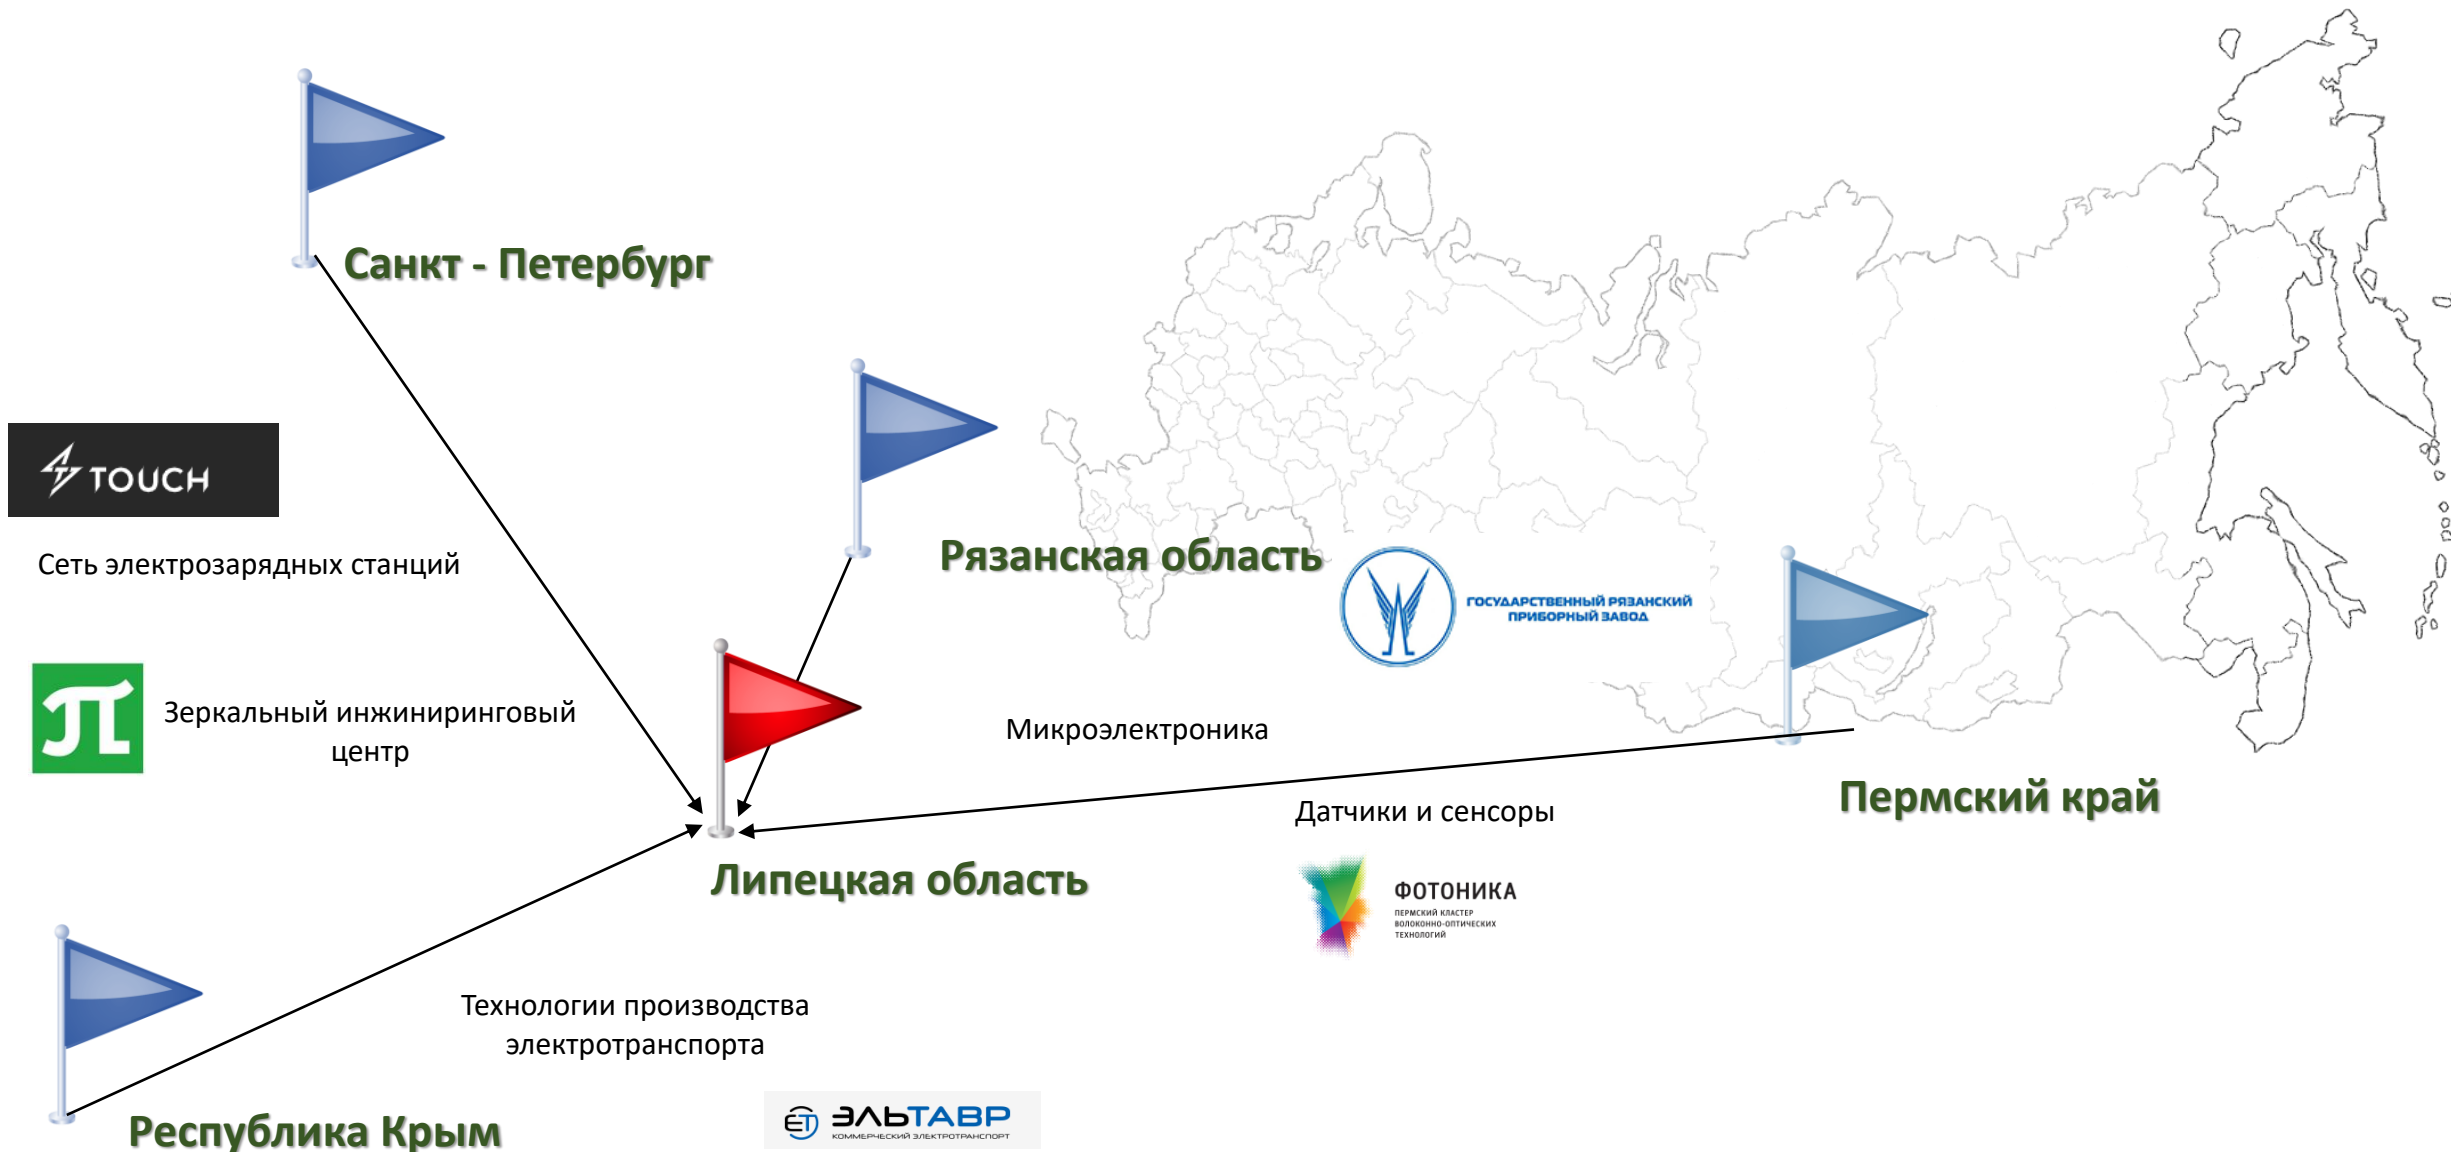 Санкт - Петербург
TOUCH
Сеть электрозарядных станций
Рязанская область
ГОСУДАРСТВЕННЫЙ РЯЗАНСКИЙ
ПРИБОРНЫЙ ЗАВОД
Зеркальный инжиниринговый
центр
Микроэлектроника
Датчики и сенсоры
Пермский край
Липецкая область
ФОТОНИКА
ПЕРМСКИЙ КЛАСТЕР
ВОЛОКОННО-ОПТИЧЕСКИХ
ТЕХНОЛОГИЙ
Технологии производства
электротранспорта
Республика Крым
ЭЛЬТАВР
КОММЕРЧЕСКИЙ ЭЛЕКТРОТРАНСПОРТ